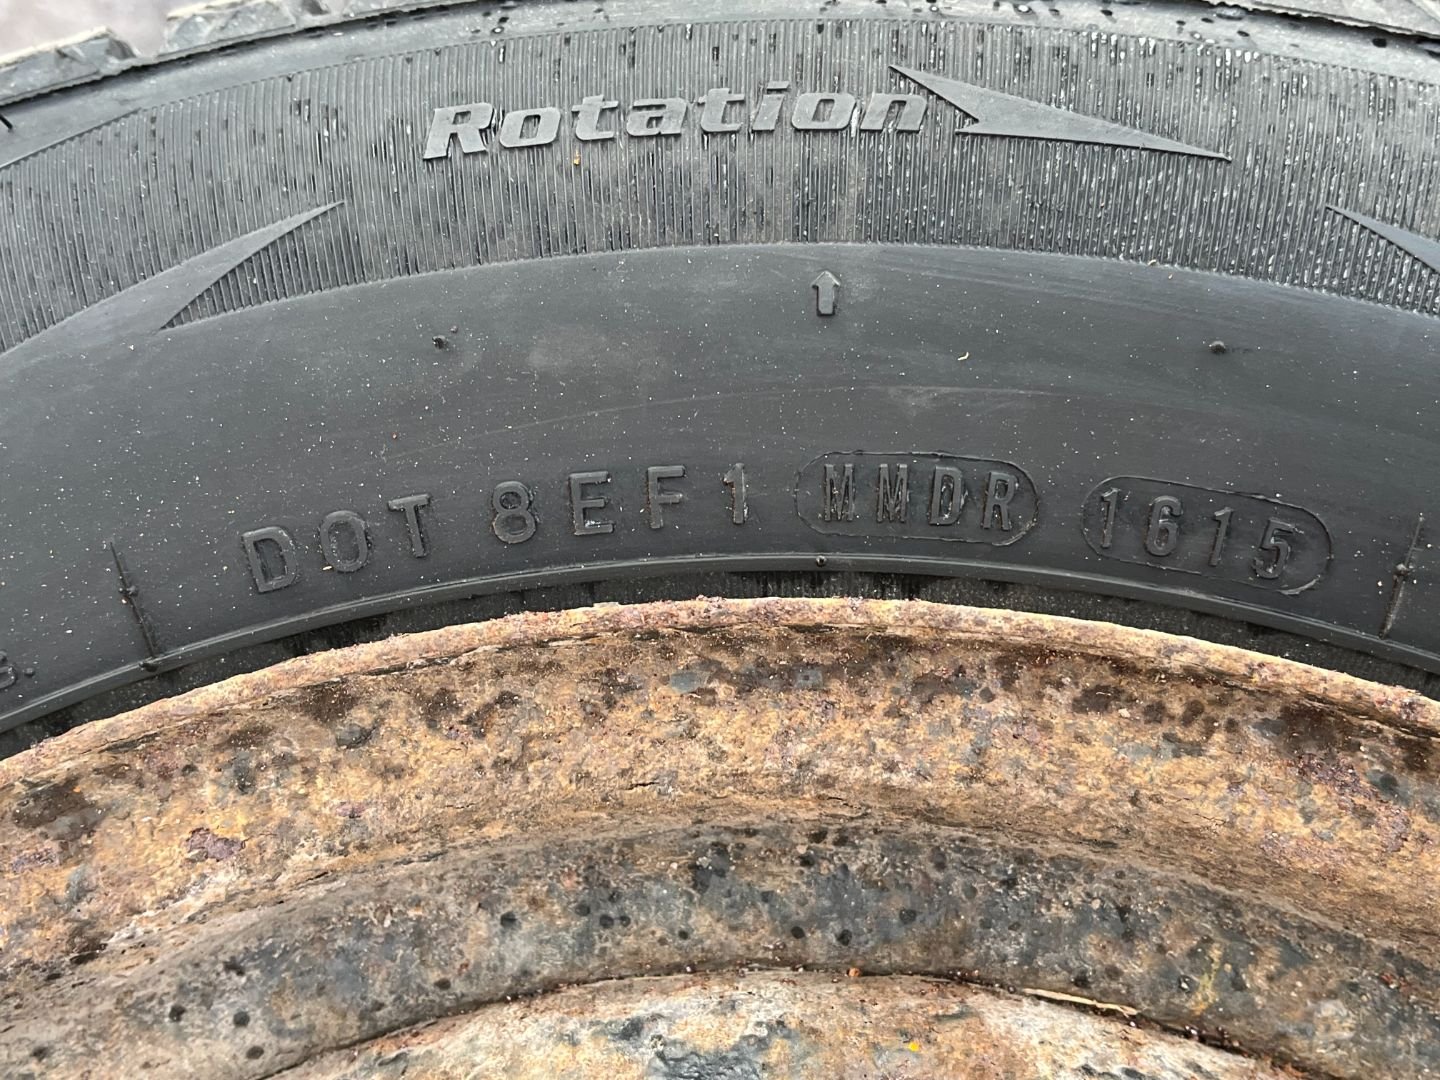 Rotation
DOT 8EF1 MMDR 1615